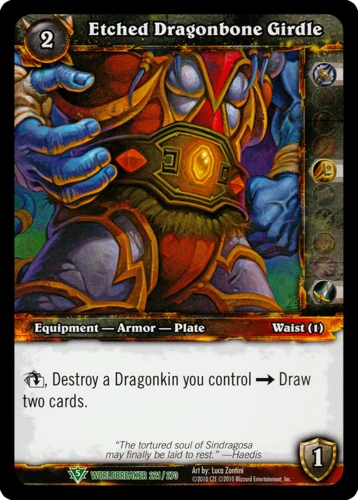 2
Etched Dragonbone Girdle
Equipment — Armor — Plate
Waist (1)
, Destroy a Dragonkin you control ➞ Draw
two cards.
"The tortured soul of Sindragosa
may finally be laid to rest." —Haedis
5
WORLDBREAKER 221/270
Art by: Luca Zontini
©2010 CZE ©2010 Blizzard Entertainment, Inc.
1